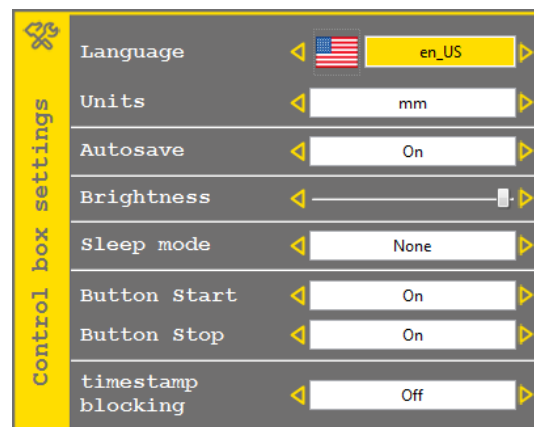 Control box settings
Language en_US
Units mm
Autosave On
Brightness
Sleep mode None
Button Start On
Button Stop On
timestamp
blocking Off